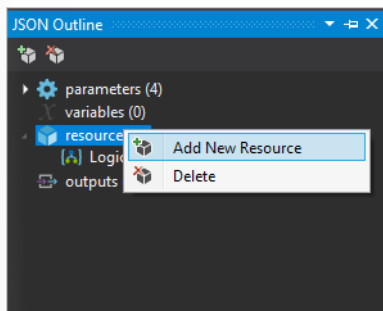 JSON Outline
parameters (4)
variables (0)
resource
Add New Resource
Logic
Delete
outputs